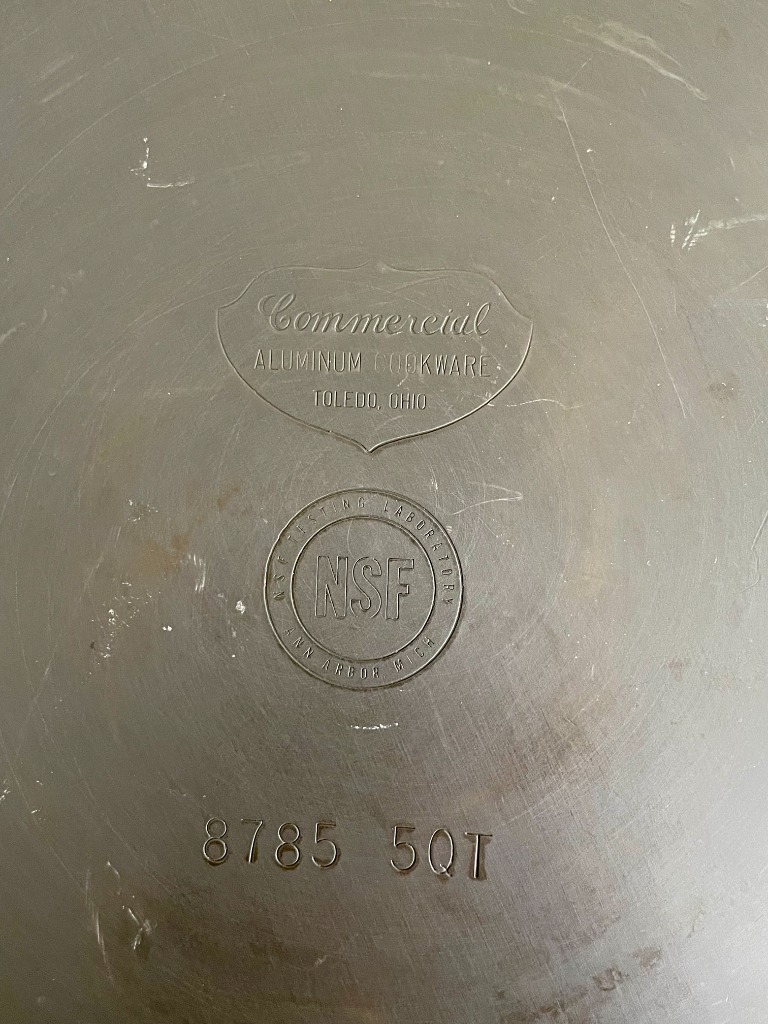 Commercial
ALUMINUM COOKWARE
TOLEDO, OHIO
NSF TESTING LABORATORY
NSF
ANN ARBOR MICH
8785 5QT